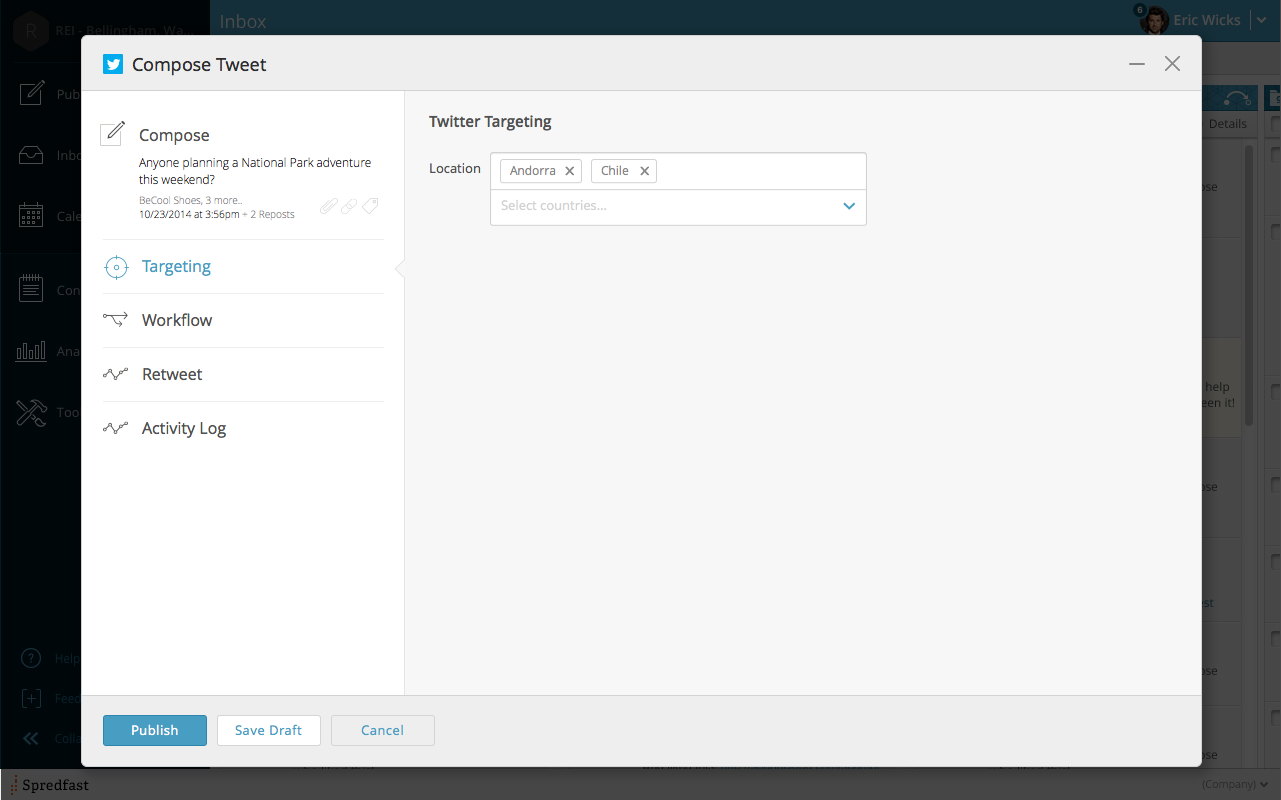 R
REI - Bellingham, Wa
Inbox
6
Eric Wicks
Compose Tweet
Pub
Inbo
Cale
Con
Ana
Too
Help
Feed
Colla
Compose
Anyone planning a National Park adventure
this weekend?
BeCool Shoes, 3 more..
10/23/2014 at 3:56pm + 2 Reposts
Targeting
Workflow
Retweet
Activity Log
Twitter Targeting
Location
Andorra
Chile
Select countries...
Details
ose
help
een it!
ose
est
ose
ose
Publish
Save Draft
Cancel
Spredfast
(Company)